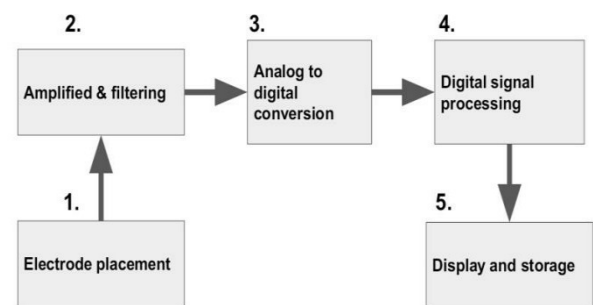 1.
Electrode placement
2.
Amplified & filtering
3.
Analog to
digital
conversion
4.
Digital signal
processing
5.
Display and storage